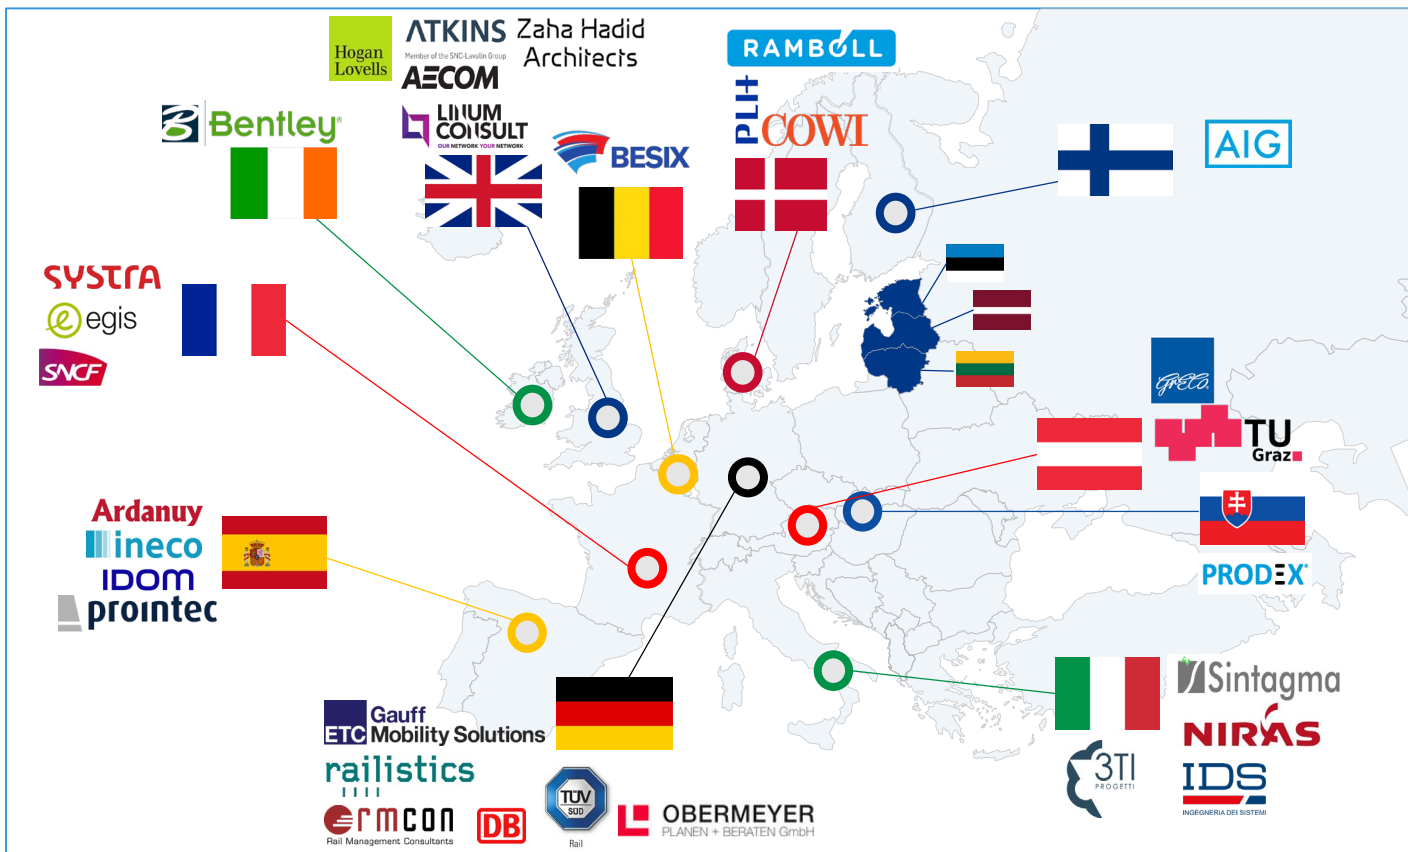 Hogan
Lovells
ATKINS
Member of the SNC-Lavalin Group
Zaha Hadid
Architects
AECOM
RAMBOLL
B Bentley®
LINUM
CONSULT
OUR NETWORK YOUR NETWORK
BESIX
PLH
COWI
AIG
SYSTRA
e egis
SNCF
GrECo
TU
Graz
Ardanuy
ineco
IDOM
prointec
PRODEX®
Sintagma
NIRAS
3TI
PROGETTI
IDS
INGEGNERIA DEI SISTEMI
ETC
Gauff
Mobility Solutions
railistics
rmcon
Rail Management Consultants
DB
TÜV
SÜD
Rail
OBERMEYER
PLANEN + BERATEN GmbH